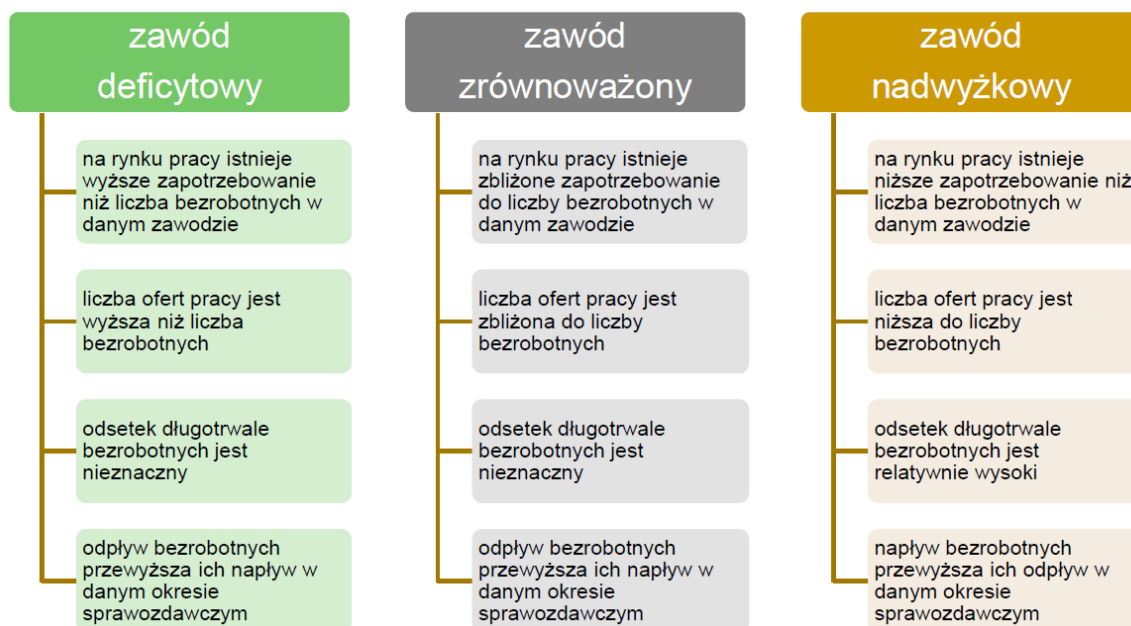 zawód
deficytowy
na rynku pracy istnieje
wyższe zapotrzebowanie
niż liczba bezrobotnych w
danym zawodzie
liczba ofert pracy jest
wyższa niż liczba
bezrobotnych
odsetek długotrwale
bezrobotnych jest
nieznaczny
odpływ bezrobotnych
przewyższa ich napływ w
danym okresie
sprawozdawczym
zawód
zrównoważony
na rynku pracy istnieje
zbliżone zapotrzebowanie
do liczby bezrobotnych w
danym zawodzie
liczba ofert pracy jest
zbliżona do liczby
bezrobotnych
odsetek długotrwale
bezrobotnych jest
nieznaczny
odpływ bezrobotnych
przewyższa ich napływ w
danym okresie
sprawozdawczym
zawód
nadwyżkowy
na rynku pracy istnieje
niższe zapotrzebowanie niż
liczba bezrobotnych w
danym zawodzie
liczba ofert pracy jest
niższa do liczby
bezrobotnych
odsetek długotrwale
bezrobotnych jest
relatywnie wysoki
napływ bezrobotnych
przewyższa ich odpływ w
danym okresie
sprawozdawczym